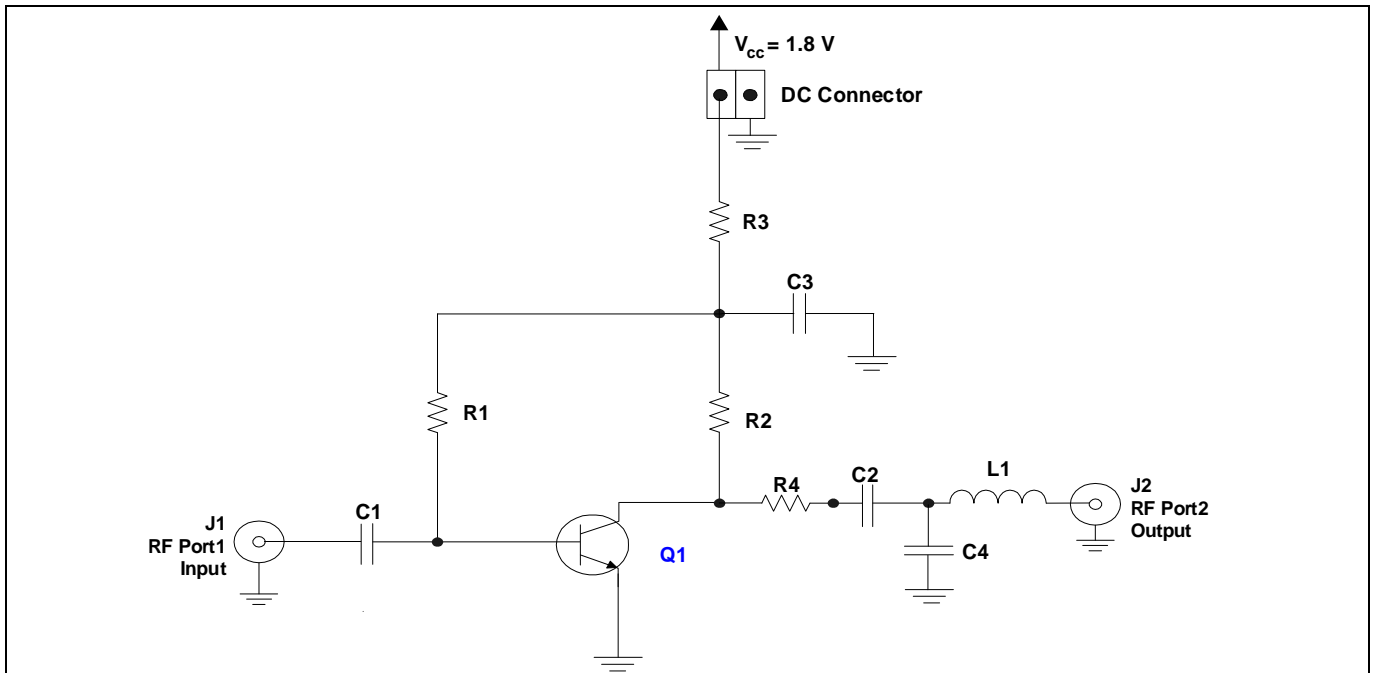 Vcc = 1.8 V
DC Connector
R3
C3
R1
R2
R4
C2
L1
J2
RF Port2
Output
C1
J1
RF Port1
Input
Q1
C4